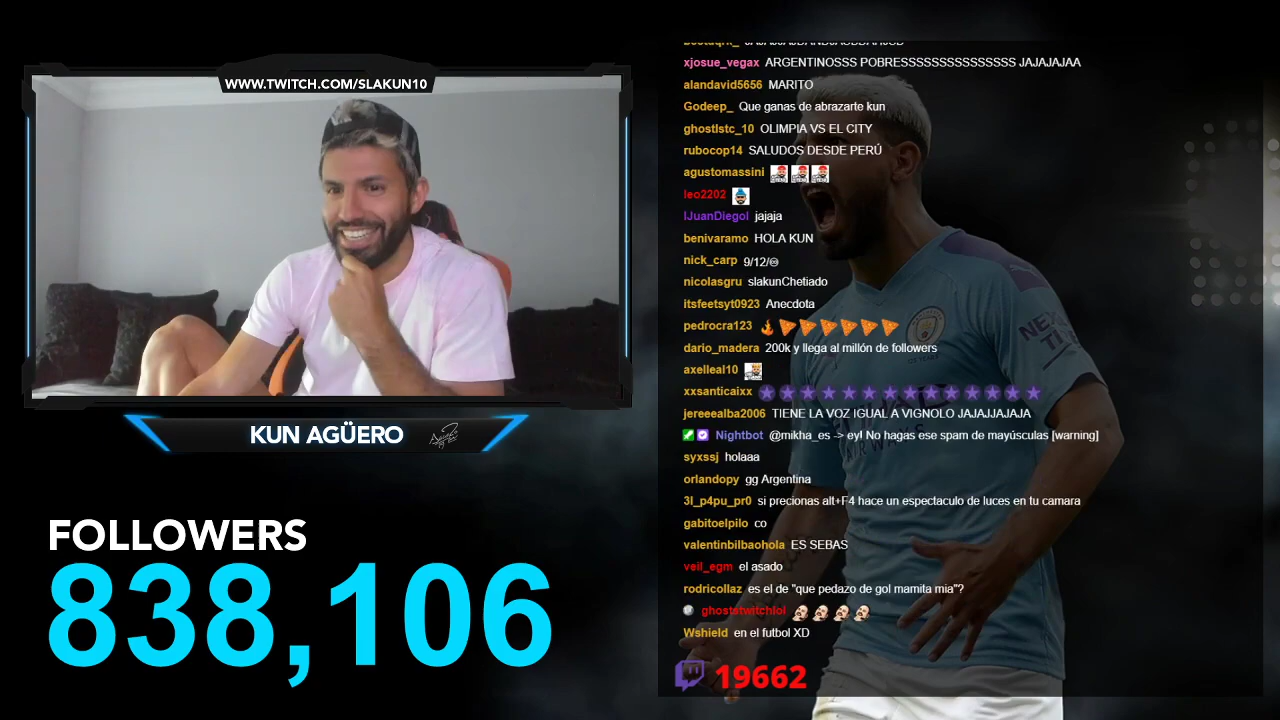 WWW.TWITCH.COM/SLAKUN10
KUN AGÜERO
FOLLOWERS
838,106
xjosue_vegax ARGENTINOSSS POBRESSSSSSSSSSSSSSS JAJAJAJAA
alandavid5656 MARITO
Godeep_ Que ganas de abrazarte kun
ghostlstc_10 OLIMPIA VS EL CITY
rubocop14 SALUDOS DESDE PERÚ
agustomassini
leo2202
IJuanDiegoI jajaja
benivaramo HOLA KUN
nick_carp 9/12/♾
nicolasgru slakunChetiado
itsfeetsyt0923 Anecdota
pedrocra123
dario_madera 200k y llega al millón de followers
axelleal10
xxsanticaixx
jereeealba2006 TIENE LA VOZ IGUAL A VIGNOLO JAJAJJAJAJA
Nightbot @mikha_es -> ey! No hagas ese spam de mayúsculas [warning]
syxssj holaaa
orlandopy gg Argentina
3l_p4pu_pr0 si precionas alt+F4 hace un espectaculo de luces en tu camara
gabitoelpilo co
valentinbilbaohola ES SEBAS
veil_egm el asado
rodricollaz es el de "que pedazo de gol mamita mia"?
ghoststwitchlol
Wshield en el futbol XD
19662